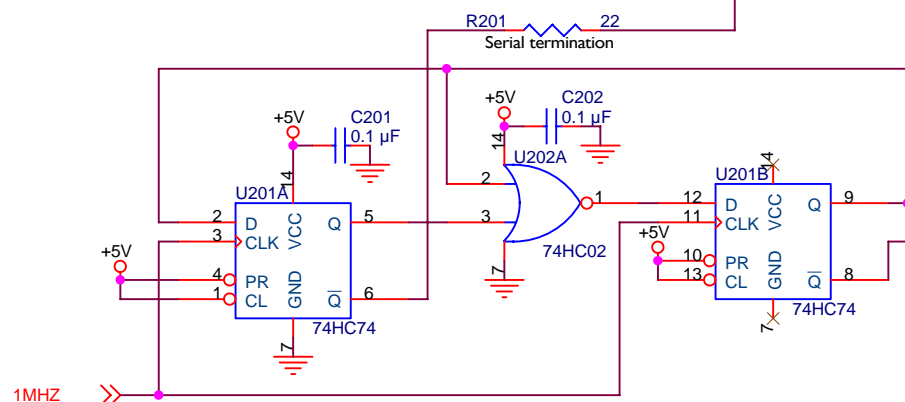 R201 22
Serial termination
+5V C201
0.1 µF
+5V C202
0.1 µF
14 U202A
14 U201A
14 U201B
2
3 1
7 74HC02
2 D VCC Q 5
3 CLK
+5V
4 PR
1 CL GND Q 6
7 74HC74
12 D VCC Q 9
11 CLK
+5V
10 PR
13 CL GND Q 8
7 74HC74
1MHZ